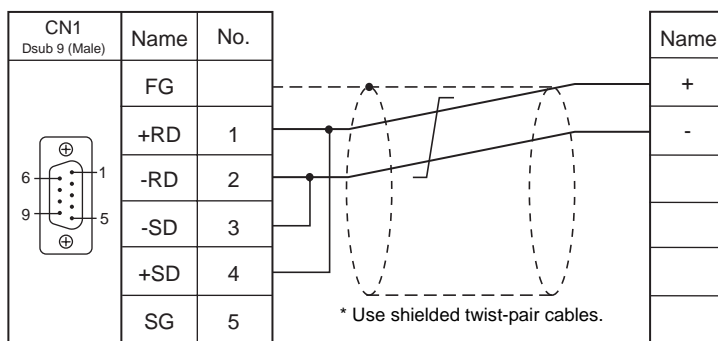 CN1
Dsub 9 (Male)
Name
No.
Name
FG
+
+RD
1
-
-RD
2
-SD
3
+SD
4
SG
5
6
1
9
5
* Use shielded twist-pair cables.